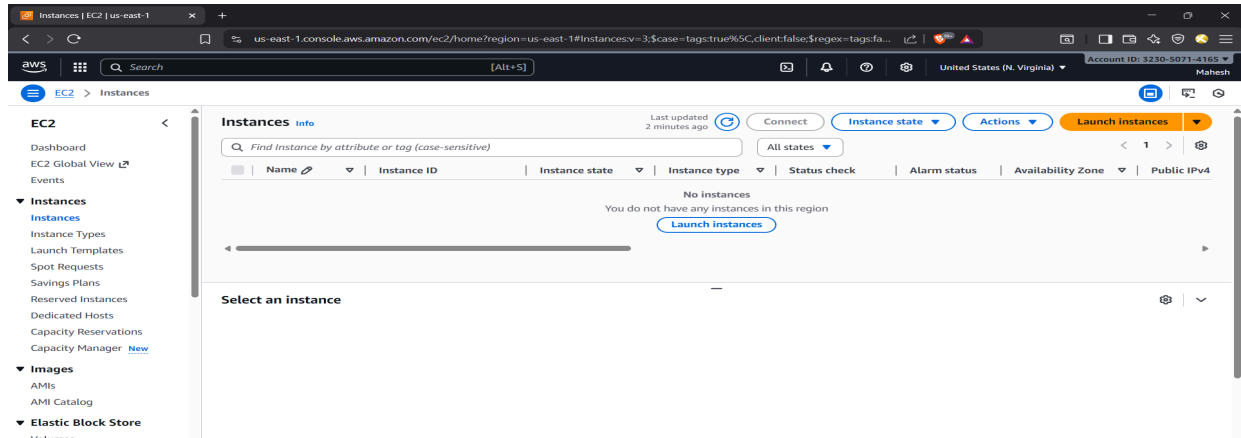 Instances | EC2 | us-east-1
us-east-1.console.aws.amazon.com/ec2/home?region=us-east-1#Instances:v=3;$case=tags:true%5C,client:false;$regex=tags:fa...
aws
Search [Alt+S]
United States (N. Virginia)
Account ID: 3230-5071-4165
Mahesh
EC2 > Instances
EC2
Dashboard
EC2 Global View
Events
Instances
Instances
Instance Types
Launch Templates
Spot Requests
Savings Plans
Reserved Instances
Dedicated Hosts
Capacity Reservations
Capacity Manager New
Images
AMIs
AMI Catalog
Elastic Block Store
Instances Info
Last updated
2 minutes ago
Connect
Instance state
Actions
Launch instances
Find Instance by attribute or tag (case-sensitive)
All states
1
Name
Instance ID
Instance state
Instance type
Status check
Alarm status
Availability Zone
Public IPv4
No instances
You do not have any instances in this region
Launch instances
Select an instance